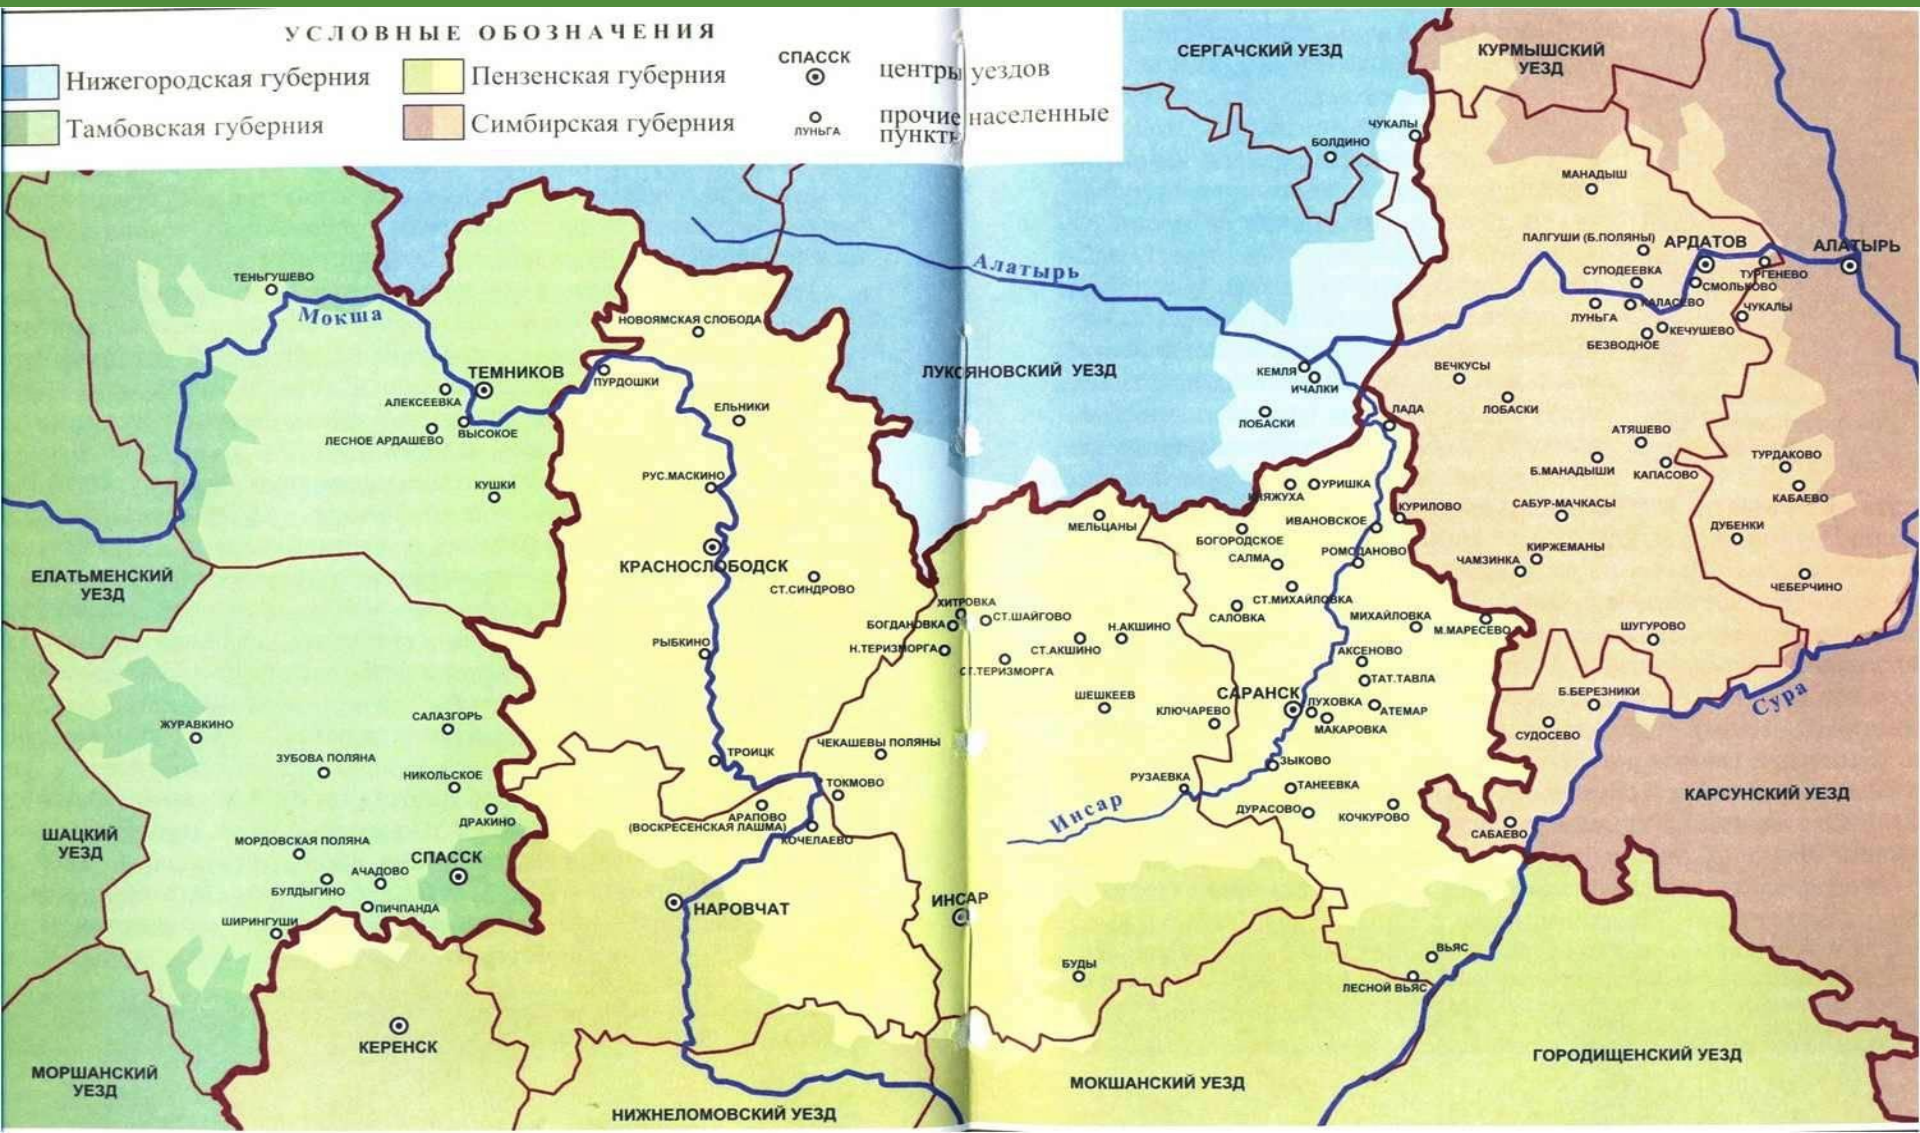 УСЛОВНЫЕ ОБОЗНАЧЕНИЯ
Нижегородская губерния
Тамбовская губерния
Пензенская губерния
Симбирская губерния
СПАССК
центры уездов
ЛУНЬГА
прочие населенные
пункты
СЕРГАЧСКИЙ УЕЗД
КУРМЫШСКИЙ
УЕЗД
ЧУКАЛЫ
БОЛДИНО
МАНАДЫШ
ПАЛГУШИ (Б.ПОЛЯНЫ)
АРДАТОВ
АЛАТЫРЬ
СУПОДЕЕВКА
ТУРГЕНЕВО
СМОЛЬКОВО
ЛУНЬГА
КАЛАСЕВО
ЧУКАЛЫ
КЕЧУШЕВО
БЕЗВОДНОЕ
Алатырь
ТЕНЬГУШЕВО
Мокша
НОВОЯМСКАЯ СЛОБОДА
ТЕМНИКОВ
ПУРДОШКИ
ЛУКОЯНОВСКИЙ УЕЗД
КЕМЛЯ
ИЧАЛКИ
ВЕЧКУСЫ
АЛЕКСЕЕВКА
ЕЛЬНИКИ
ЛОБАСКИ
ЛАДА
ЛОБАСКИ
ЛЕСНОЕ АРДАШЕВО
ВЫСОКОЕ
АТЯШЕВО
ТУРДАКОВО
Б.МАНАДЫШИ
КАПАСОВО
КУШКИ
РУС.МАСКИНО
КНЯЖУХА
УРИШКА
КАБАЕВО
МЕЛЬЦАНЫ
ИВАНОВСКОЕ
КУРИЛОВО
САБУР-МАЧКАСЫ
ДУБЕНКИ
БОГОРОДСКОЕ
САЛМА
РОМОДАНОВО
КИРЖЕМАНЫ
ЧАМЗИНКА
КРАСНОСЛОБОДСК
СТ.СИНДРОВО
ЧЕБЕРЧИНО
ЕЛАТЬМЕНСКИЙ
УЕЗД
СТ.МИХАЙЛОВКА
ХИТРОВКА
БОГДАНОВКА
СТ.ШАЙГОВО
Н.АКШИНО
САЛОВКА
МИХАЙЛОВКА
М.МАРЕСЕВО
ШУГУРОВО
РЫБКИНО
Н.ТЕРИЗМОРГА
СТ.АКШИНО
СТ.ТЕРИЗМОРГА
АКСЕНОВО
ТАТ.ТАВЛА
САРАНСК
Б.БЕРЕЗНИКИ
Сура
ЖУРАВКИНО
САЛАЗГОРЬ
ШЕШКЕЕВ
КЛЮЧАРЕВО
ЛУХОВКА
АТЕМАР
МАКАРОВКА
СУДОСЕВО
ЗУБОВА ПОЛЯНА
НИКОЛЬСКОЕ
ТРОИЦК
ЧЕКАШЕВЫ ПОЛЯНЫ
ТОКМОВО
РУЗАЕВКА
ЗЫКОВО
ТАНЕЕВКА
КАРСУНСКИЙ УЕЗД
Инсар
ДРАКИНО
АРАПОВО
(ВОСКРЕСЕНСКАЯ ЛАШМА)
КОЧЕЛАЕВО
ДУРАСОВО
КОЧКУРОВО
САБАЕВО
ШАЦКИЙ
УЕЗД
МОРДОВСКАЯ ПОЛЯНА
СПАССК
АЧАДОВО
БУЛДЫГИНО
ПИЧПАНДА
ШИРИНГУШИ
НАРОВЧАТ
ИНСАР
БУДЫ
ВЬЯС
ЛЕСНОЙ ВЬЯС
КЕРЕНСК
МОРШАНСКИЙ
УЕЗД
НИЖНЕЛОМОВСКИЙ УЕЗД
МОКШАНСКИЙ УЕЗД
ГОРОДИЩЕНСКИЙ УЕЗД